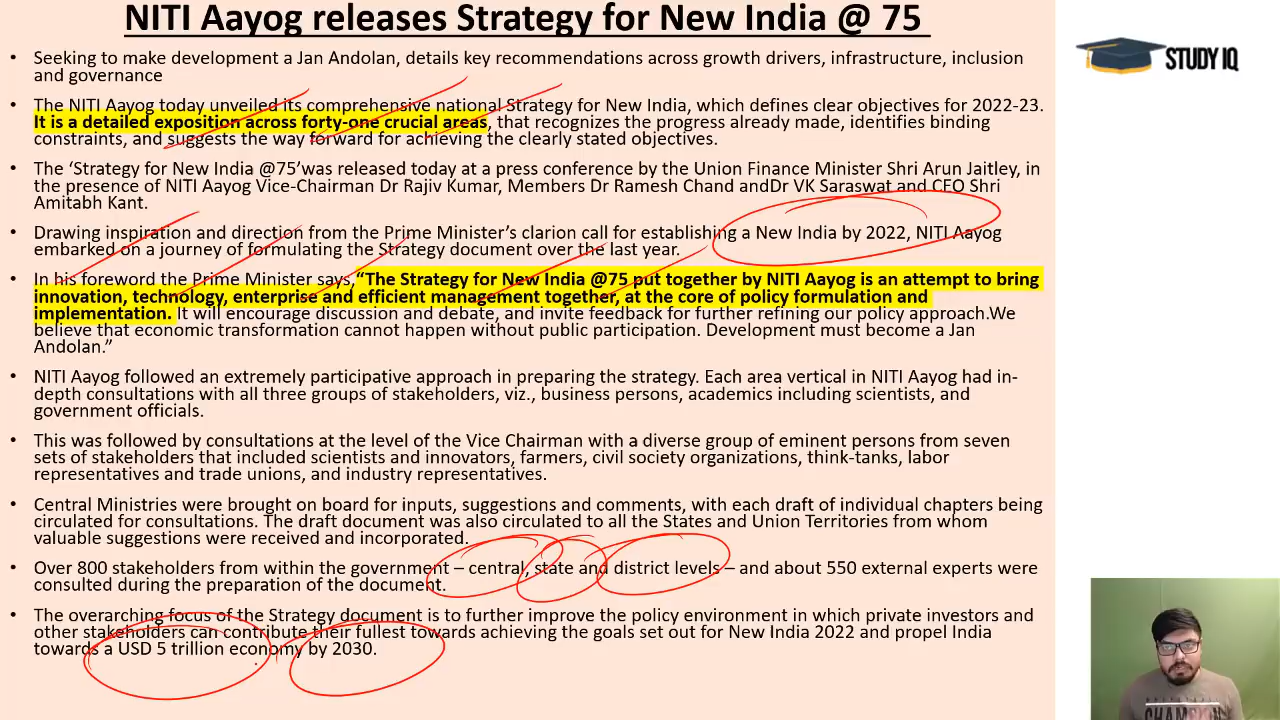 NITI Aayog releases Strategy for New India @ 75
STUDY IQ
• Seeking to make development a Jan Andolan, details key recommendations across growth drivers, infrastructure, inclusion
and governance
• The NITI Aayog today unveiled its comprehensive national Strategy for New India, which defines clear objectives for 2022-23.
It is a detailed exposition across forty-one crucial areas, that recognizes the progress already made, identifies binding
constraints, and suggests the way forward for achieving the clearly stated objectives.
• The ‘Strategy for New India @75’was released today at a press conference by the Union Finance Minister Shri Arun Jaitley, in
the presence of NITI Aayog Vice-Chairman Dr Rajiv Kumar, Members Dr Ramesh Chand andDr VK Saraswat and CEO Shri
Amitabh Kant.
• Drawing inspiration and direction from the Prime Minister’s clarion call for establishing a New India by 2022, NITI Aayog
embarked on a journey of formulating the Strategy document over the last year.
• In his foreword the Prime Minister says,“The Strategy for New India @75 put together by NITI Aayog is an attempt to bring
innovation, technology, enterprise and efficient management together, at the core of policy formulation and
implementation. It will encourage discussion and debate, and invite feedback for further refining our policy approach.We
believe that economic transformation cannot happen without public participation. Development must become a Jan
Andolan.”
• NITI Aayog followed an extremely participative approach in preparing the strategy. Each area vertical in NITI Aayog had in-
depth consultations with all three groups of stakeholders, viz., business persons, academics including scientists, and
government officials.
• This was followed by consultations at the level of the Vice Chairman with a diverse group of eminent persons from seven
sets of stakeholders that included scientists and innovators, farmers, civil society organizations, think-tanks, labor
representatives and trade unions, and industry representatives.
• Central Ministries were brought on board for inputs, suggestions and comments, with each draft of individual chapters being
circulated for consultations. The draft document was also circulated to all the States and Union Territories from whom
valuable suggestions were received and incorporated.
• Over 800 stakeholders from within the government – central, state and district levels – and about 550 external experts were
consulted during the preparation of the document.
• The overarching focus of the Strategy document is to further improve the policy environment in which private investors and
other stakeholders can contribute their fullest towards achieving the goals set out for New India 2022 and propel India
towards a USD 5 trillion economy by 2030.